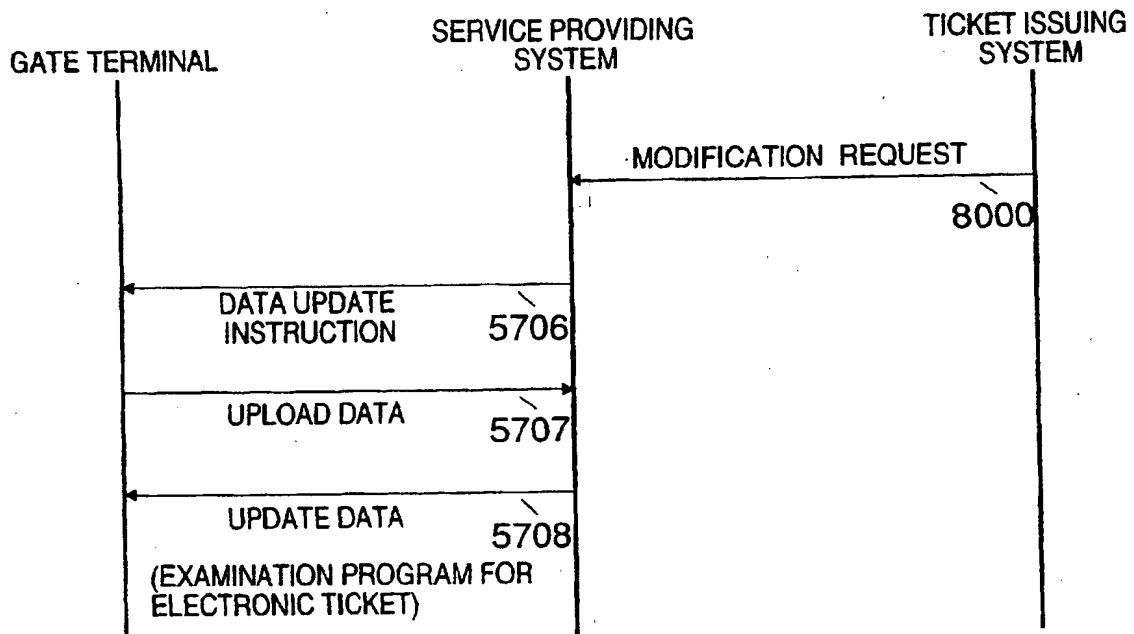 GATE TERMINAL
SERVICE PROVIDING
SYSTEM
TICKET ISSUING
SYSTEM
MODIFICATION REQUEST
8000
DATA UPDATE
INSTRUCTION
5706
UPLOAD DATA
5707
UPDATE DATA
5708
(EXAMINATION PROGRAM FOR
ELECTRONIC TICKET)